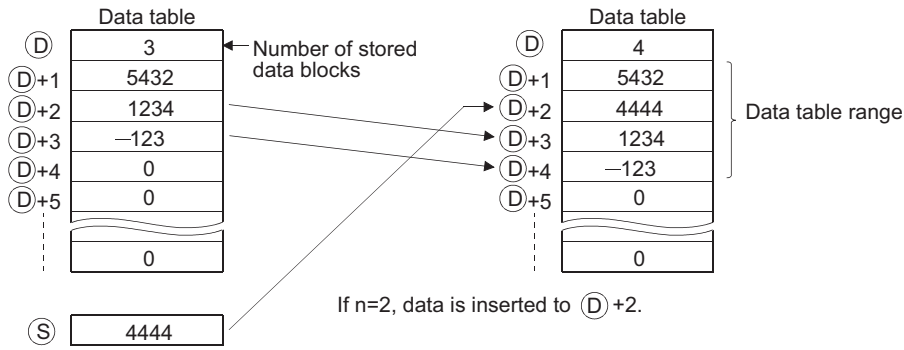 Data table Data table
D 3 Number of stored D 4
D+1 5432 data blocks D+1 5432
D+2 1234 D+2 4444 Data table range
D+3 —123 D+3 1234
D+4 0 D+4 —123
D+5 0 D+5 0
0 0
If n=2, data is inserted to D +2.
S 4444